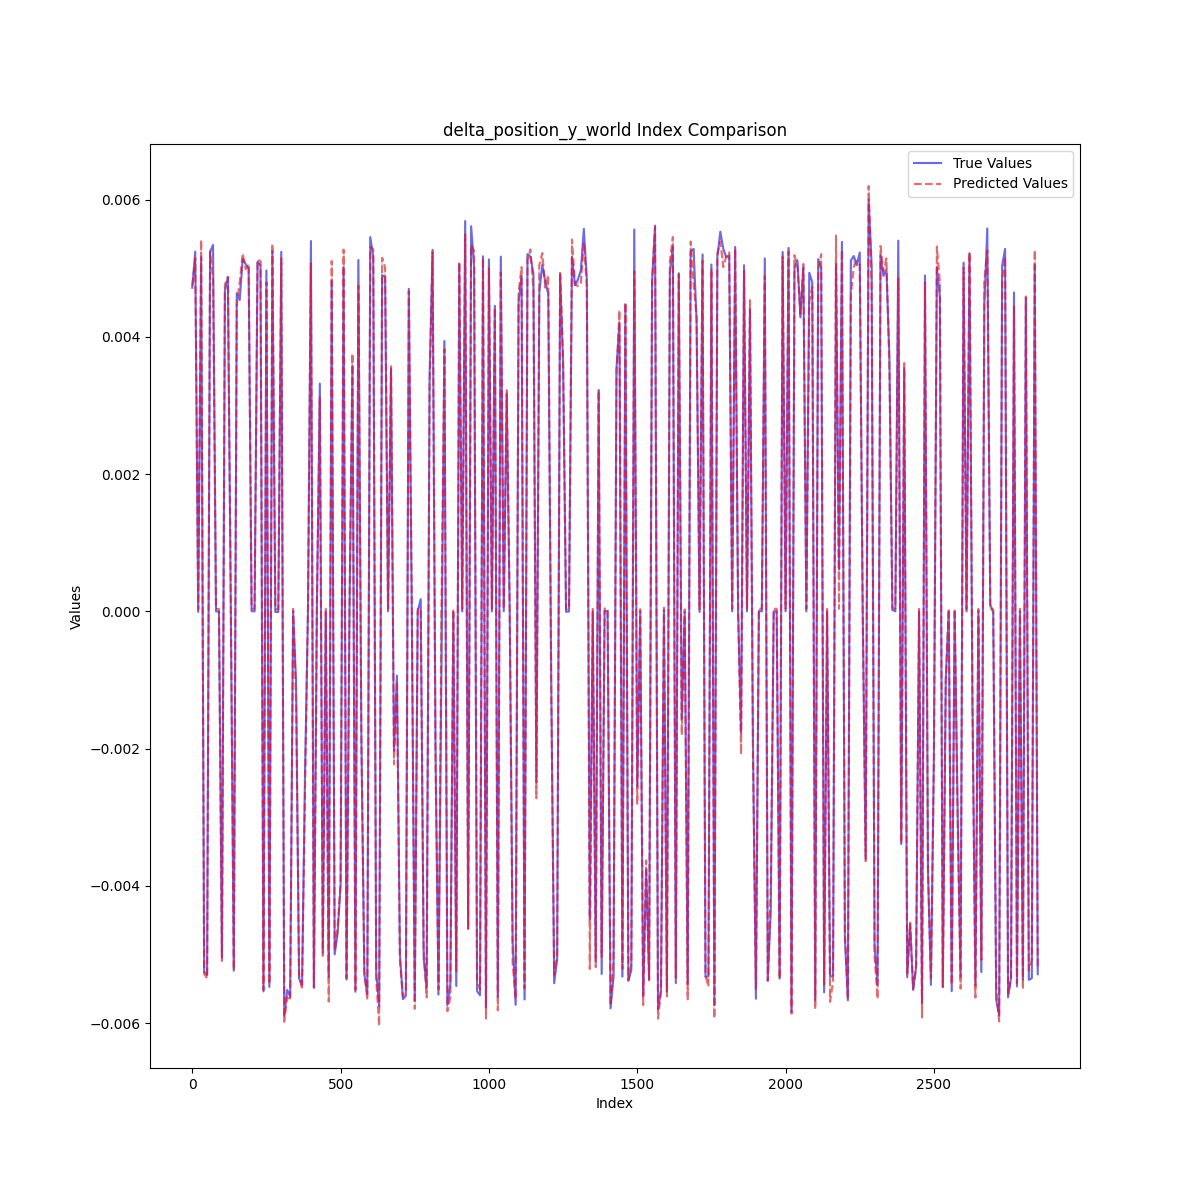 delta_position_y_world Index Comparison
True Values
Predicted Values
0.006
0.004
0.002
0.000
−0.002
−0.004
−0.006
Values
0 500 1000 1500 2000 2500
Index